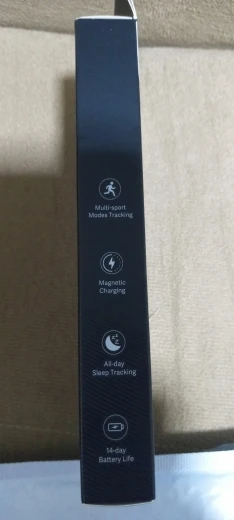 Multi-sport
Modes Tracking
Magnetic
Charging
All-day
Sleep Tracking
14-day
Battery Life